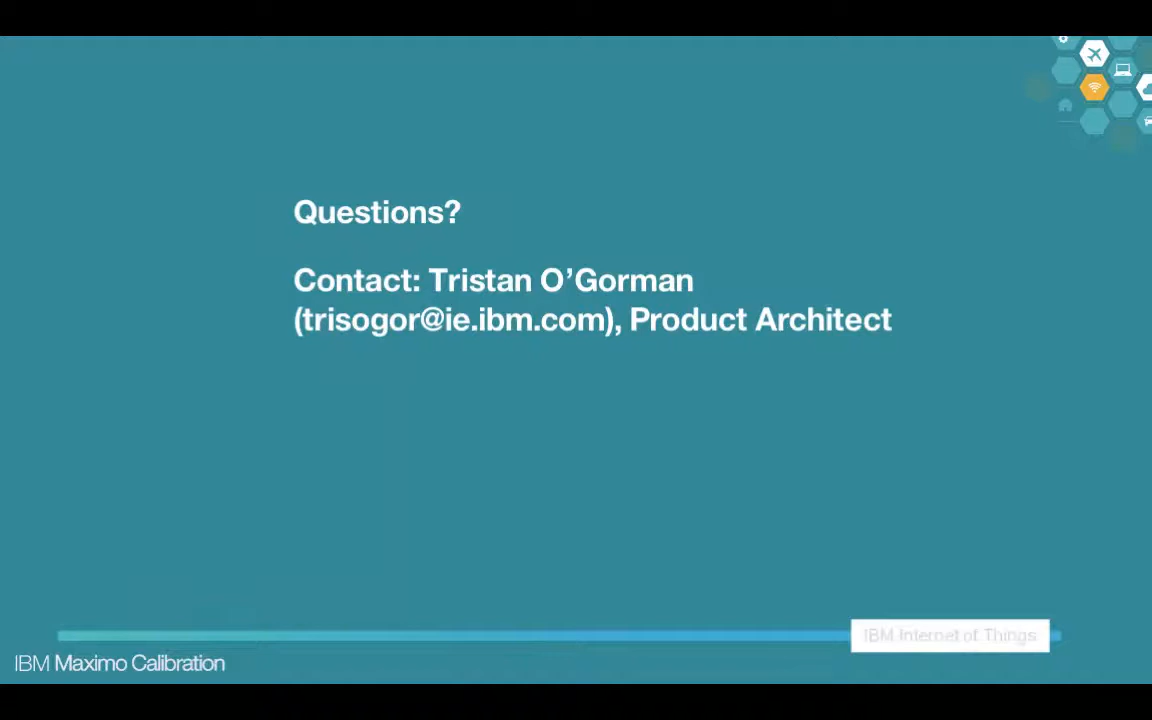 Questions?
Contact: Tristan O’Gorman
(trisogor@ie.ibm.com), Product Architect
IBM Internet of Things
IBM Maximo Calibration